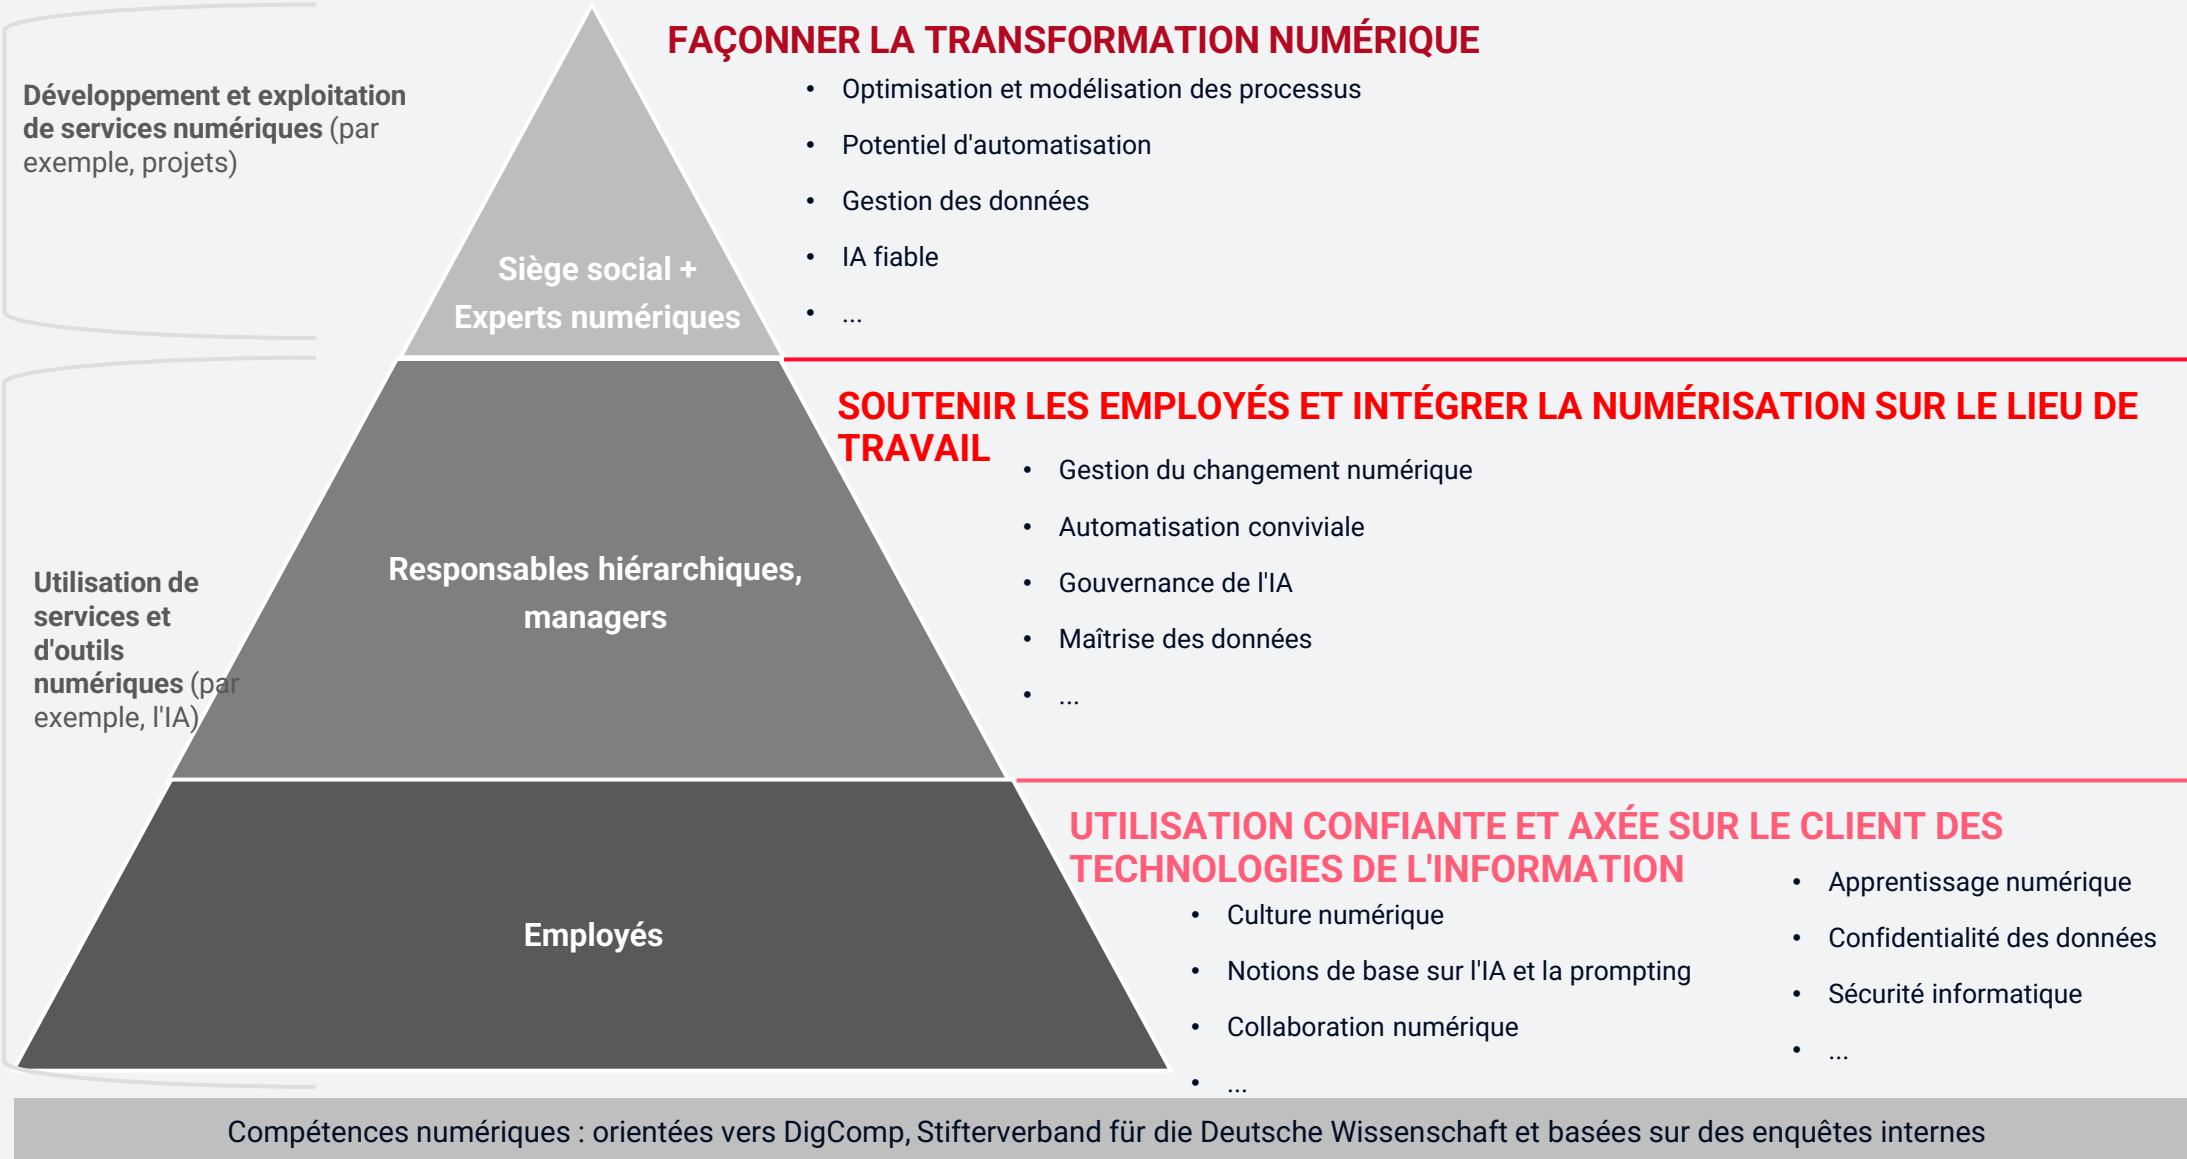 FAÇONNER LA TRANSFORMATION NUMÉRIQUE
Développement et exploitation
de services numériques (par
exemple, projets)
• Optimisation et modélisation des processus
• Potentiel d'automatisation
• Gestion des données
• IA fiable
• ...
Siège social +
Experts numériques
SOUTENIR LES EMPLOYÉS ET INTÉGRER LA NUMÉRISATION SUR LE LIEU DE
TRAVAIL
• Gestion du changement numérique
• Automatisation conviviale
• Gouvernance de l'IA
• Maîtrise des données
• ...
Responsables hiérarchiques,
managers
Utilisation de
services et
d'outils
numériques (par
exemple, l'IA)
UTILISATION CONFIANTE ET AXÉE SUR LE CLIENT DES
TECHNOLOGIES DE L'INFORMATION
Employés
• Culture numérique
• Notions de base sur l'IA et la prompting
• Collaboration numérique
• ...
• Apprentissage numérique
• Confidentialité des données
• Sécurité informatique
• ...
Compétences numériques : orientées vers DigComp, Stifterverband für die Deutsche Wissenschaft et basées sur des enquêtes internes